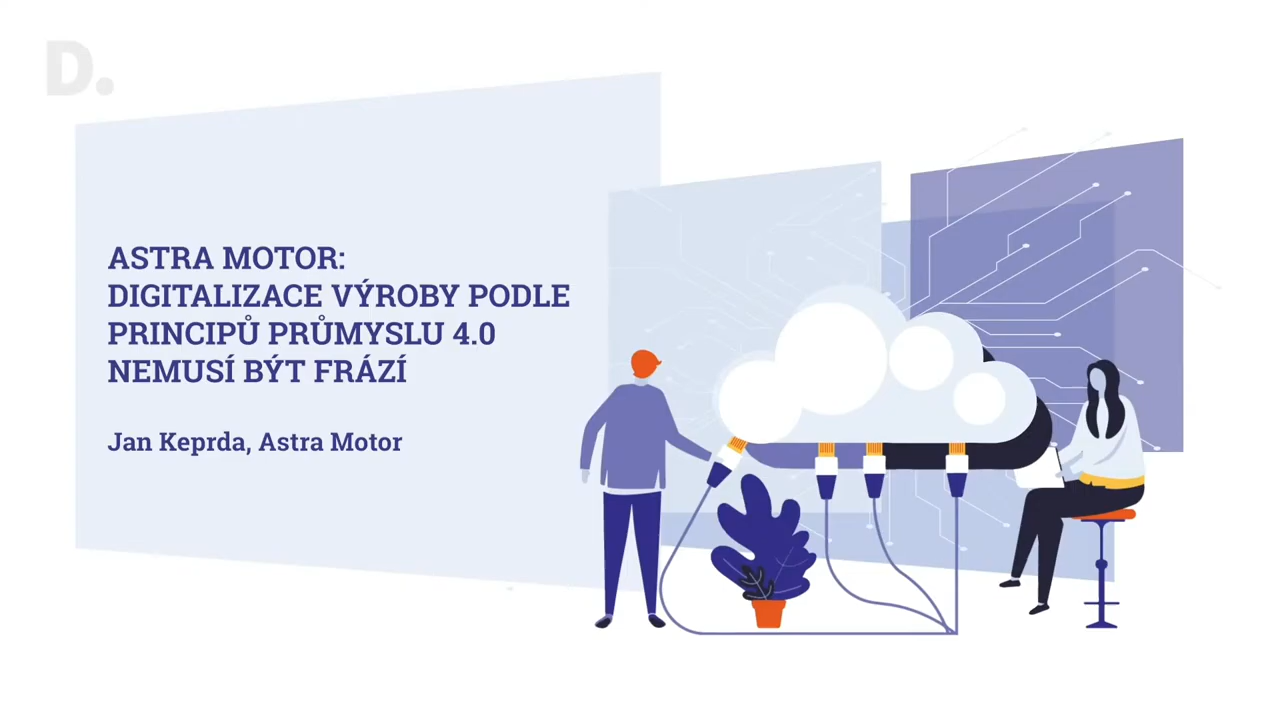 D.
ASTRA MOTOR:
DIGITALIZACE VÝROBY PODLE
PRINCIPŮ PRŮMYSLU 4.0
NEMUSÍ BÝT FRÁZÍ
Jan Keprda, Astra Motor